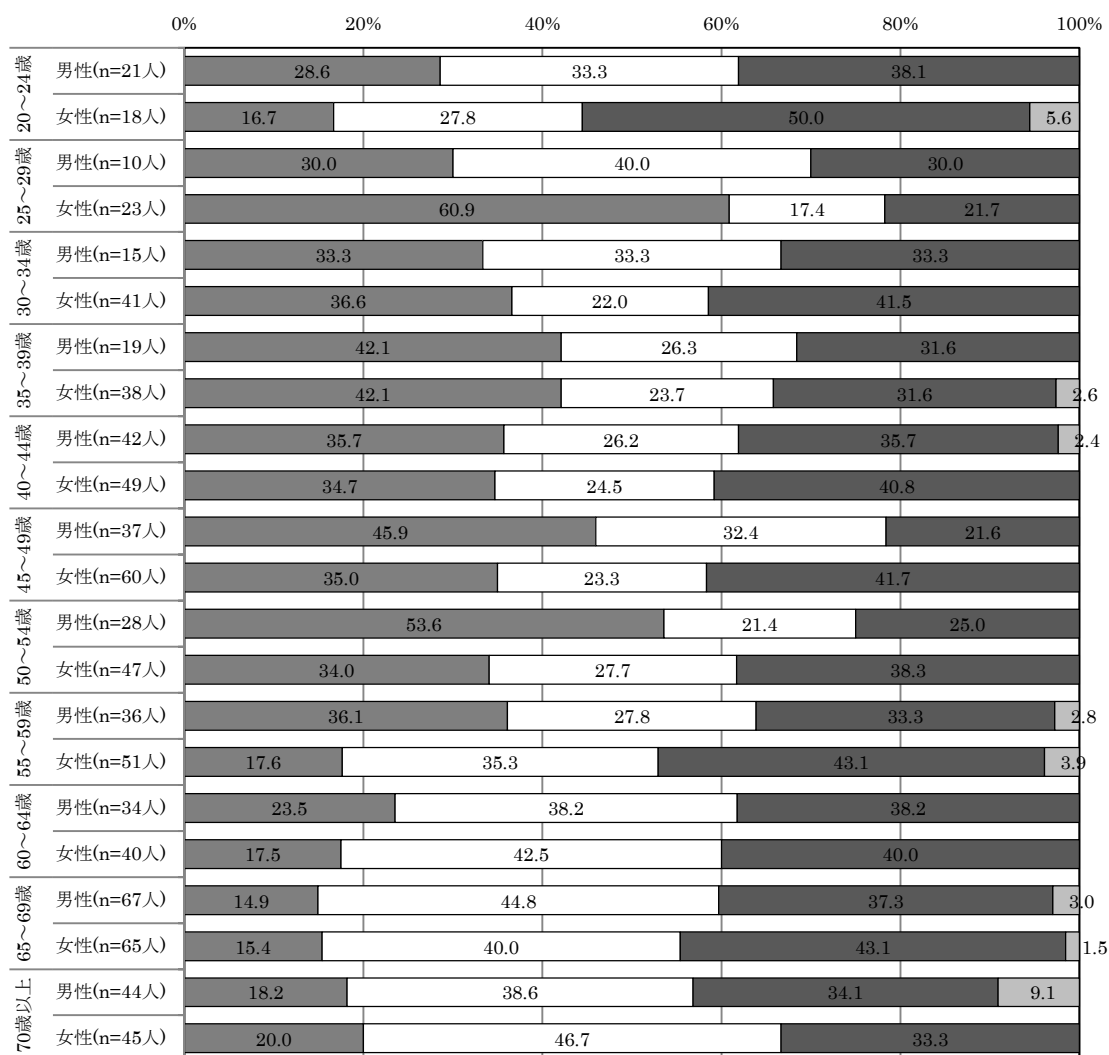 0% 20% 40% 60% 80% 100%
20～24歳
男性(n=21人) 28.6 33.3 38.1
女性(n=18人) 16.7 27.8 50.0 5.6
25～29歳
男性(n=10人) 30.0 40.0 30.0
女性(n=23人) 60.9 17.4 21.7
30～34歳
男性(n=15人) 33.3 33.3 33.3
女性(n=41人) 36.6 22.0 41.5
35～39歳
男性(n=19人) 42.1 26.3 31.6
女性(n=38人) 42.1 23.7 31.6 2.6
40～44歳
男性(n=42人) 35.7 26.2 35.7 2.4
女性(n=49人) 34.7 24.5 40.8
45～49歳
男性(n=37人) 45.9 32.4 21.6
女性(n=60人) 35.0 23.3 41.7
50～54歳
男性(n=28人) 53.6 21.4 25.0
女性(n=47人) 34.0 27.7 38.3
55～59歳
男性(n=36人) 36.1 27.8 33.3 2.8
女性(n=51人) 17.6 35.3 43.1 3.9
60～64歳
男性(n=34人) 23.5 38.2 38.2
女性(n=40人) 17.5 42.5 40.0
65～69歳
男性(n=67人) 14.9 44.8 37.3 3.0
女性(n=65人) 15.4 40.0 43.1 1.5
70歳以上
男性(n=44人) 18.2 38.6 34.1 9.1
女性(n=45人) 20.0 46.7 33.3